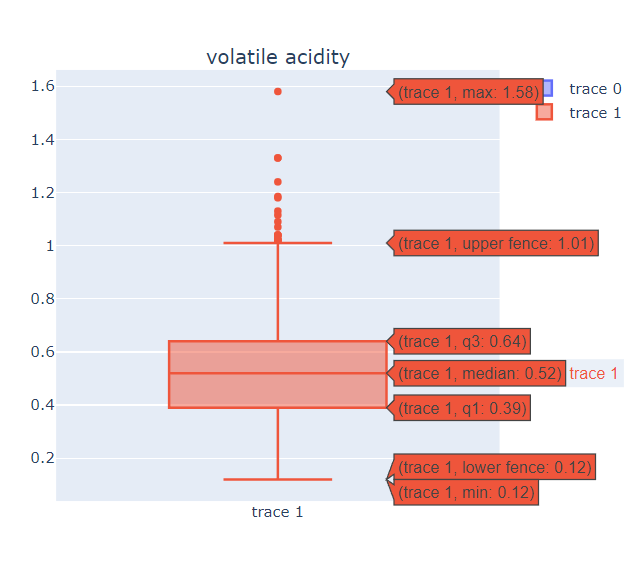 volatile acidity
1.6
1.4
1.2
1
0.8
0.6
0.4
0.2
trace 1
(trace 1, max: 1.58)
(trace 1, upper fence: 1.01)
(trace 1, q3: 0.64)
(trace 1, median: 0.52) trace 1
(trace 1, q1: 0.39)
(trace 1, lower fence: 0.12)
(trace 1, min: 0.12)
trace 0
trace 1